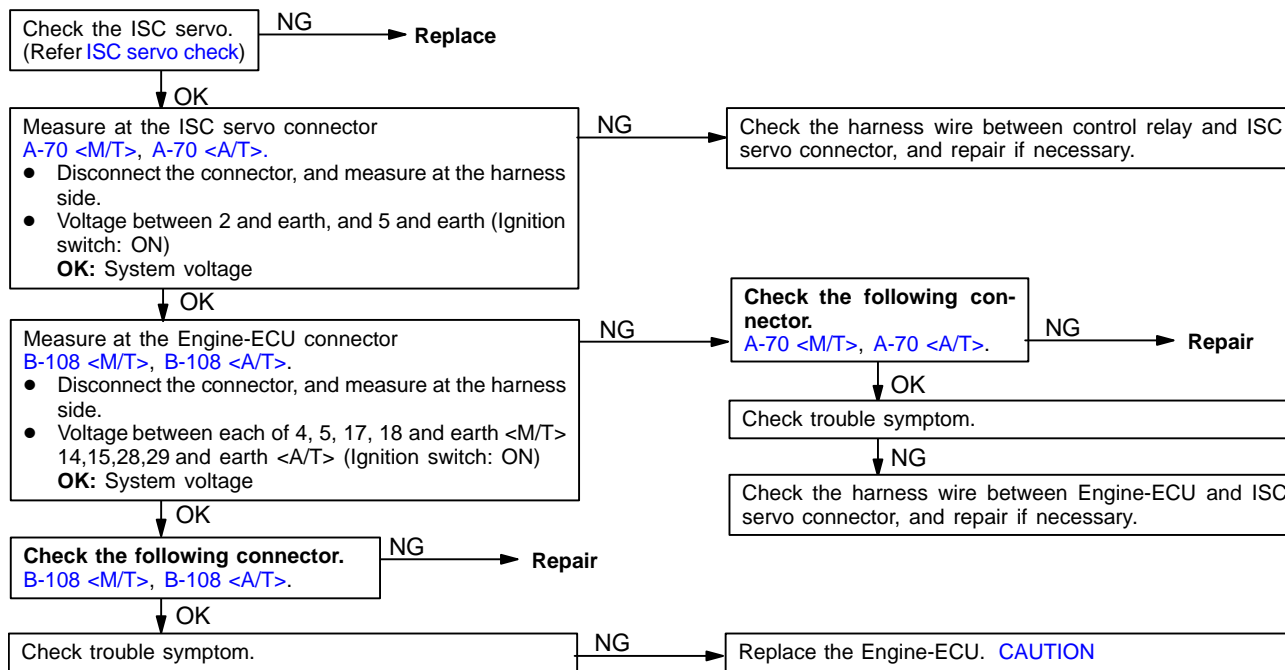 Check the ISC servo.
(Refer ISC servo check)
NG
Replace
OK
Measure at the ISC servo connector
A-70 <M/T>, A-70 <A/T>.
● Disconnect the connector, and measure at the harness
side.
● Voltage between 2 and earth, and 5 and earth (Ignition
switch: ON)
OK: System voltage
NG
Check the harness wire between control relay and ISC
servo connector, and repair if necessary.
OK
Measure at the Engine-ECU connector
B-108 <M/T>, B-108 <A/T>.
● Disconnect the connector, and measure at the harness
side.
● Voltage between each of 4, 5, 17, 18 and earth <M/T>
14,15,28,29 and earth <A/T> (Ignition switch: ON)
OK: System voltage
NG
Check the following con-
nector.
A-70 <M/T>, A-70 <A/T>.
NG
Repair
OK
Check trouble symptom.
NG
Check the harness wire between Engine-ECU and ISC
servo connector, and repair if necessary.
OK
Check the following connector.
B-108 <M/T>, B-108 <A/T>.
NG
Repair
OK
Check trouble symptom.
NG
Replace the Engine-ECU. CAUTION